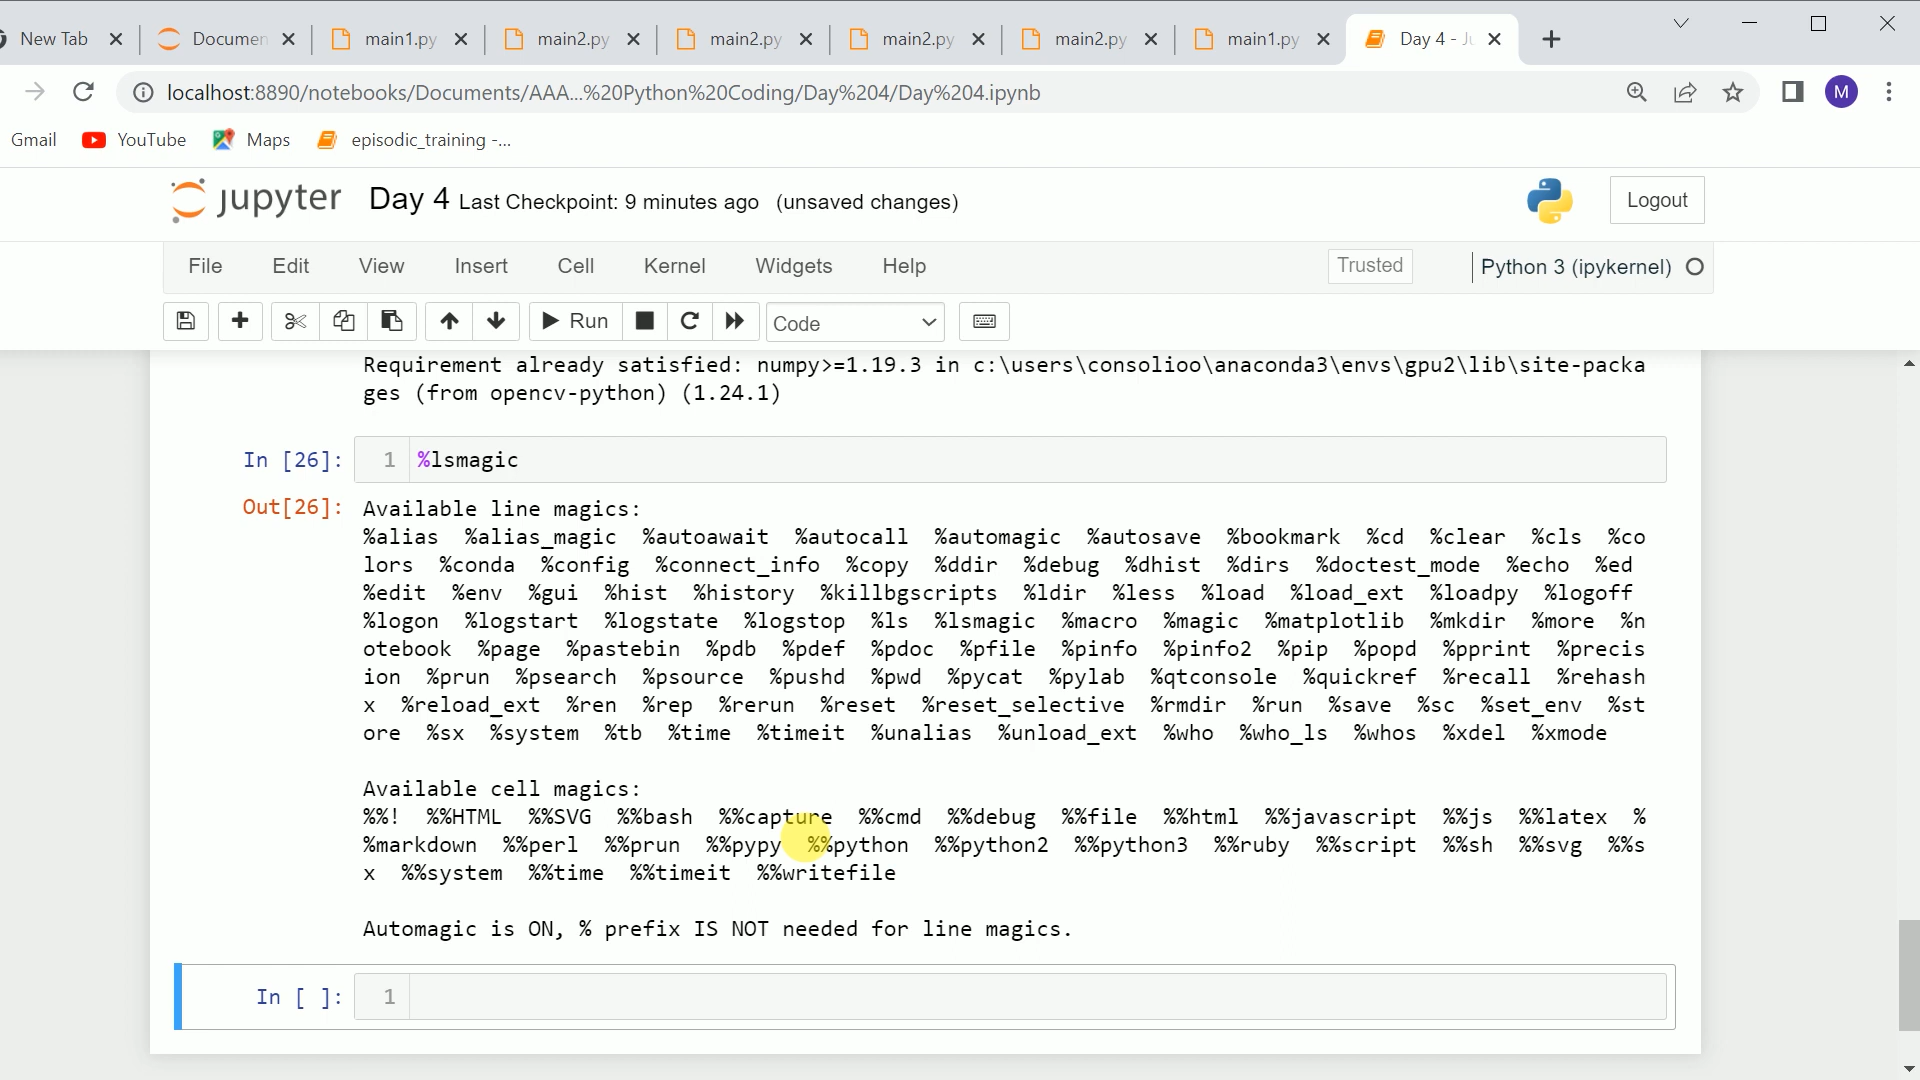 New Tab
Documen
main1.py
main2.py
main2.py
main2.py
main2.py
main1.py
Day 4 - Ju
localhost:8890/notebooks/Documents/AAA...%20Python%20Coding/Day%204/Day%204.ipynb
M
Gmail
YouTube
Maps
episodic_training -...
jupyter
Day 4 Last Checkpoint: 9 minutes ago (unsaved changes)
Logout
File Edit View Insert Cell Kernel Widgets Help
Trusted
Python 3 (ipykernel)
Run
Code
Requirement already satisfied: numpy>=1.19.3 in c:\users\consolioo\anaconda3\envs\gpu2\lib\site-packa
ges (from opencv-python) (1.24.1)
In [26]: 1 %lsmagic
Out[26]: Available line magics:
%alias %alias_magic %autoawait %autocall %automagic %autosave %bookmark %cd %clear %cls %co
lors %conda %config %connect_info %copy %ddir %debug %dhist %dirs %doctest_mode %echo %ed
%edit %env %gui %hist %history %killbgscripts %ldir %less %load %load_ext %loadpy %logoff
%logon %logstart %logstate %logstop %ls %lsmagic %macro %magic %matplotlib %mkdir %more %n
otebook %page %pastebin %pdb %pdef %pdoc %pfile %pinfo %pinfo2 %pip %popd %pprint %precis
ion %prun %psearch %psource %pushd %pwd %pycat %pylab %qtconsole %quickref %recall %rehash
x %reload_ext %ren %rep %rerun %reset %reset_selective %rmdir %run %save %sc %set_env %st
ore %sx %system %tb %time %timeit %unalias %unload_ext %who %who_ls %whos %xdel %xmode
Available cell magics:
%%! %%HTML %%SVG %%bash %%capture %%cmd %%debug %%file %%html %%javascript %%js %%latex %
%markdown %%perl %%prun %%pypy %%python %%python2 %%python3 %%ruby %%script %%sh %%svg %%s
x %%system %%time %%timeit %%writefile
Automagic is ON, % prefix IS NOT needed for line magics.
In [ ]: 1